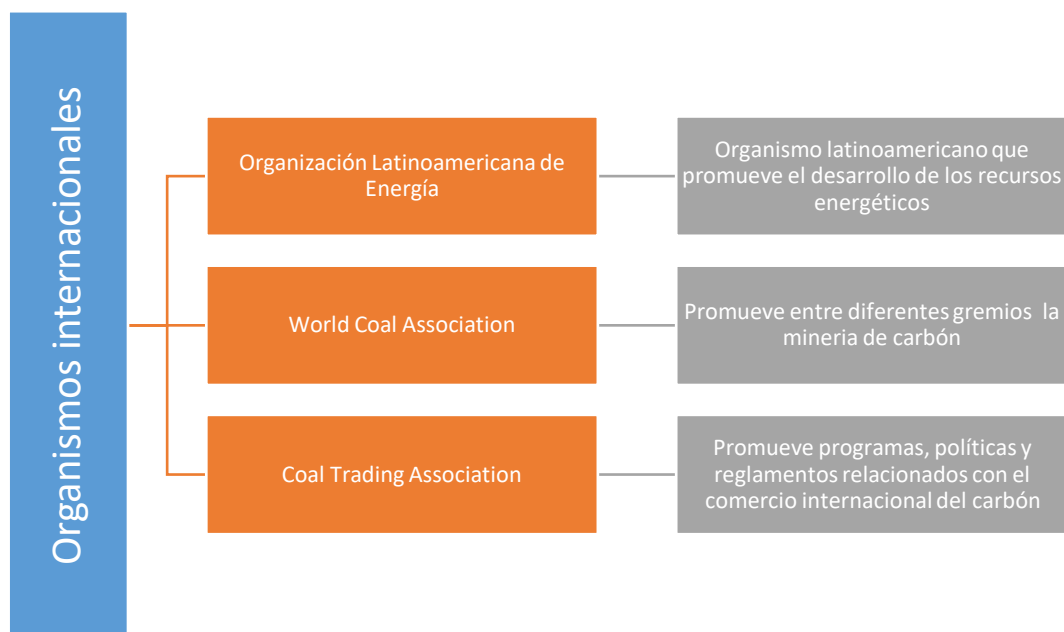 Organismos internacionales
Organización Latinoamericana de
Energía
Organismo latinoamericano que
promueve el desarrollo de los recursos
energéticos
World Coal Association
Promueve entre diferentes gremios la
mineria de carbón
Coal Trading Association
Promueve programas, políticas y
reglamentos relacionados con el
comercio internacional del carbón